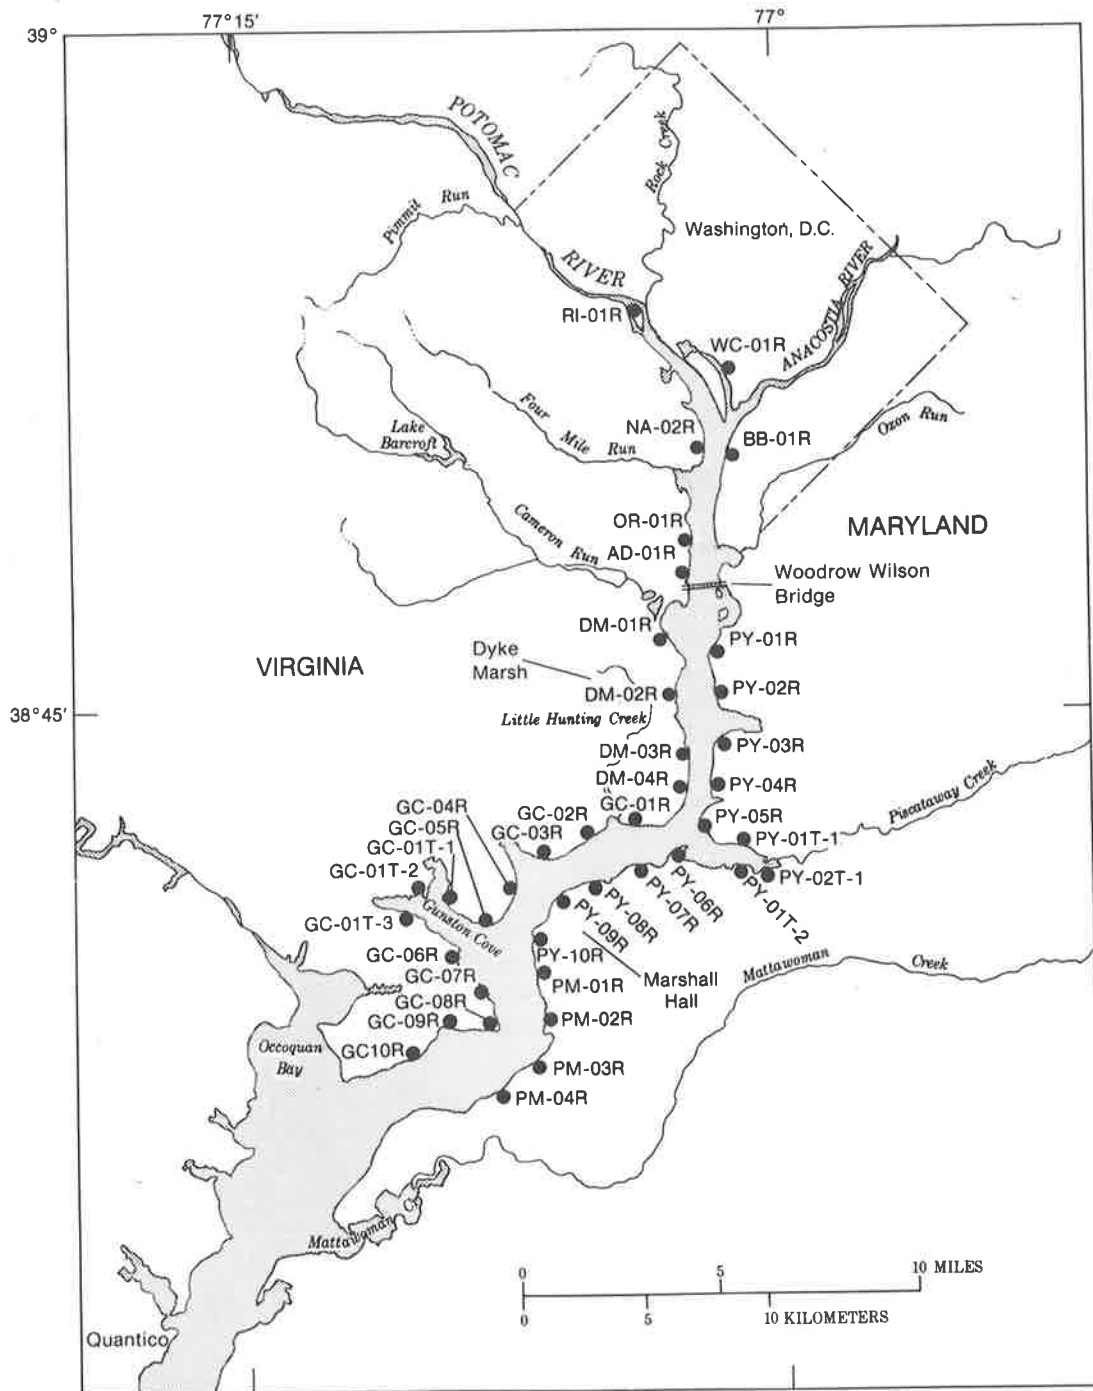 77°15'
77°
39°
POTOMAC
Rock Creek
Pimmit Run
Washington, D.C.
RIVER
ANACOSTIA RIVER
RI-01R
WC-01R
Four Mile Run
Lake
Barcroft
NA-02R
BB-01R
Oxon Run
Cameron Run
OR-01R
MARYLAND
AD-01R
Woodrow Wilson
Bridge
DM-01R
PY-01R
Dyke
Marsh
VIRGINIA
DM-02R
PY-02R
38°45'
Little Hunting Creek
DM-03R
PY-03R
DM-04R
PY-04R
Piscataway Creek
GC-04R
GC-02R
GC-01R
PY-05R
GC-05R
GC-03R
PY-01T-1
GC-01T-1
GC-01T-2
PY-02T-1
PY-01T-2
PY-06R
PY-07R
PY-08R
PY-09R
GC-01T-3
Gunston Cove
GC-06R
PY-10R
Marshall
Hall
Mattawoman Creek
GC-07R
PM-01R
GC-08R
GC-09R
PM-02R
Occoquan
Bay
GC10R
PM-03R
PM-04R
Mattawoman Cr
0 5 10 MILES
0 5 10 KILOMETERS
Quantico